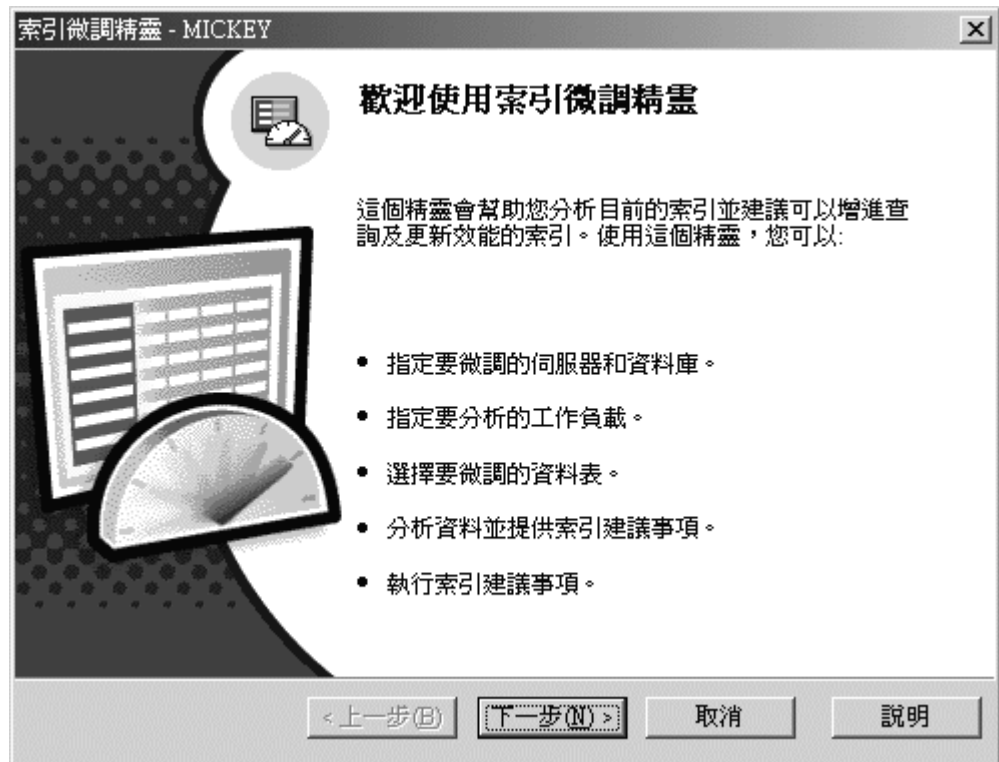 索引微調精靈 - MICKEY
歡迎使用索引微調精靈
這個精靈會幫助您分析目前的索引並建議可以增進查
詢及更新效能的索引。使用這個精靈，您可以:
• 指定要微調的伺服器和資料庫。
• 指定要分析的工作負載。
• 選擇要微調的資料表。
• 分析資料並提供索引建議事項。
• 執行索引建議事項。
<上一步(B) 下一步(N)> 取消 說明